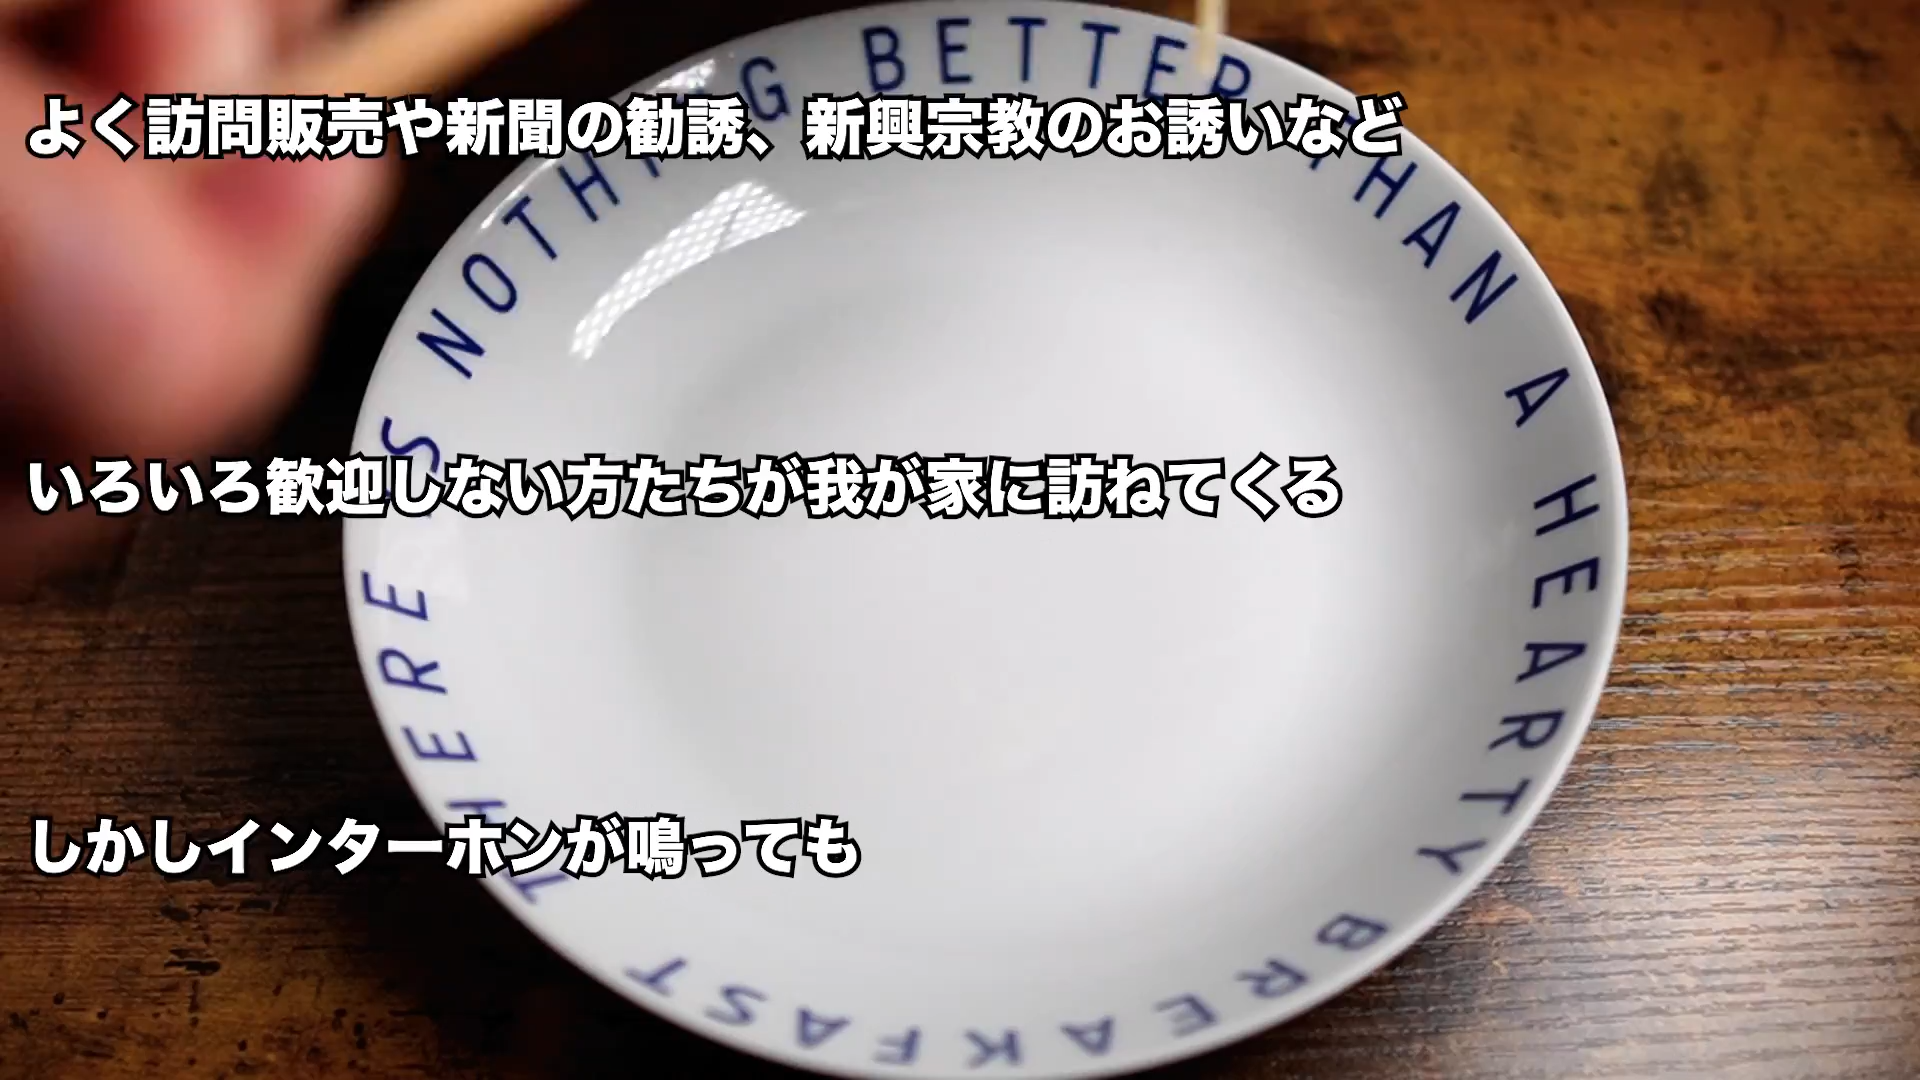 よく訪問販売や新聞の勧誘、新興宗教のお誘いなど
いろいろ歓迎しない方たちが我が家に訪ねてくる
しかしインターホンが鳴っても
THERE IS NOTHING BETTER THAN A HEARTY BREAKFAST